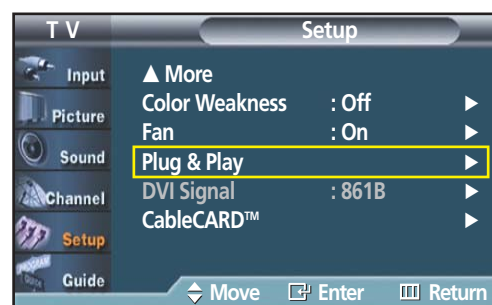 TV Setup
Input
Picture
Sound
Channel
Setup
Guide
▲ More
Color Weakness : Off ▶
Fan : On ▶
Plug & Play ▶
DVI Signal : 861B ▶
CableCARD™ ▶
Move Enter Return